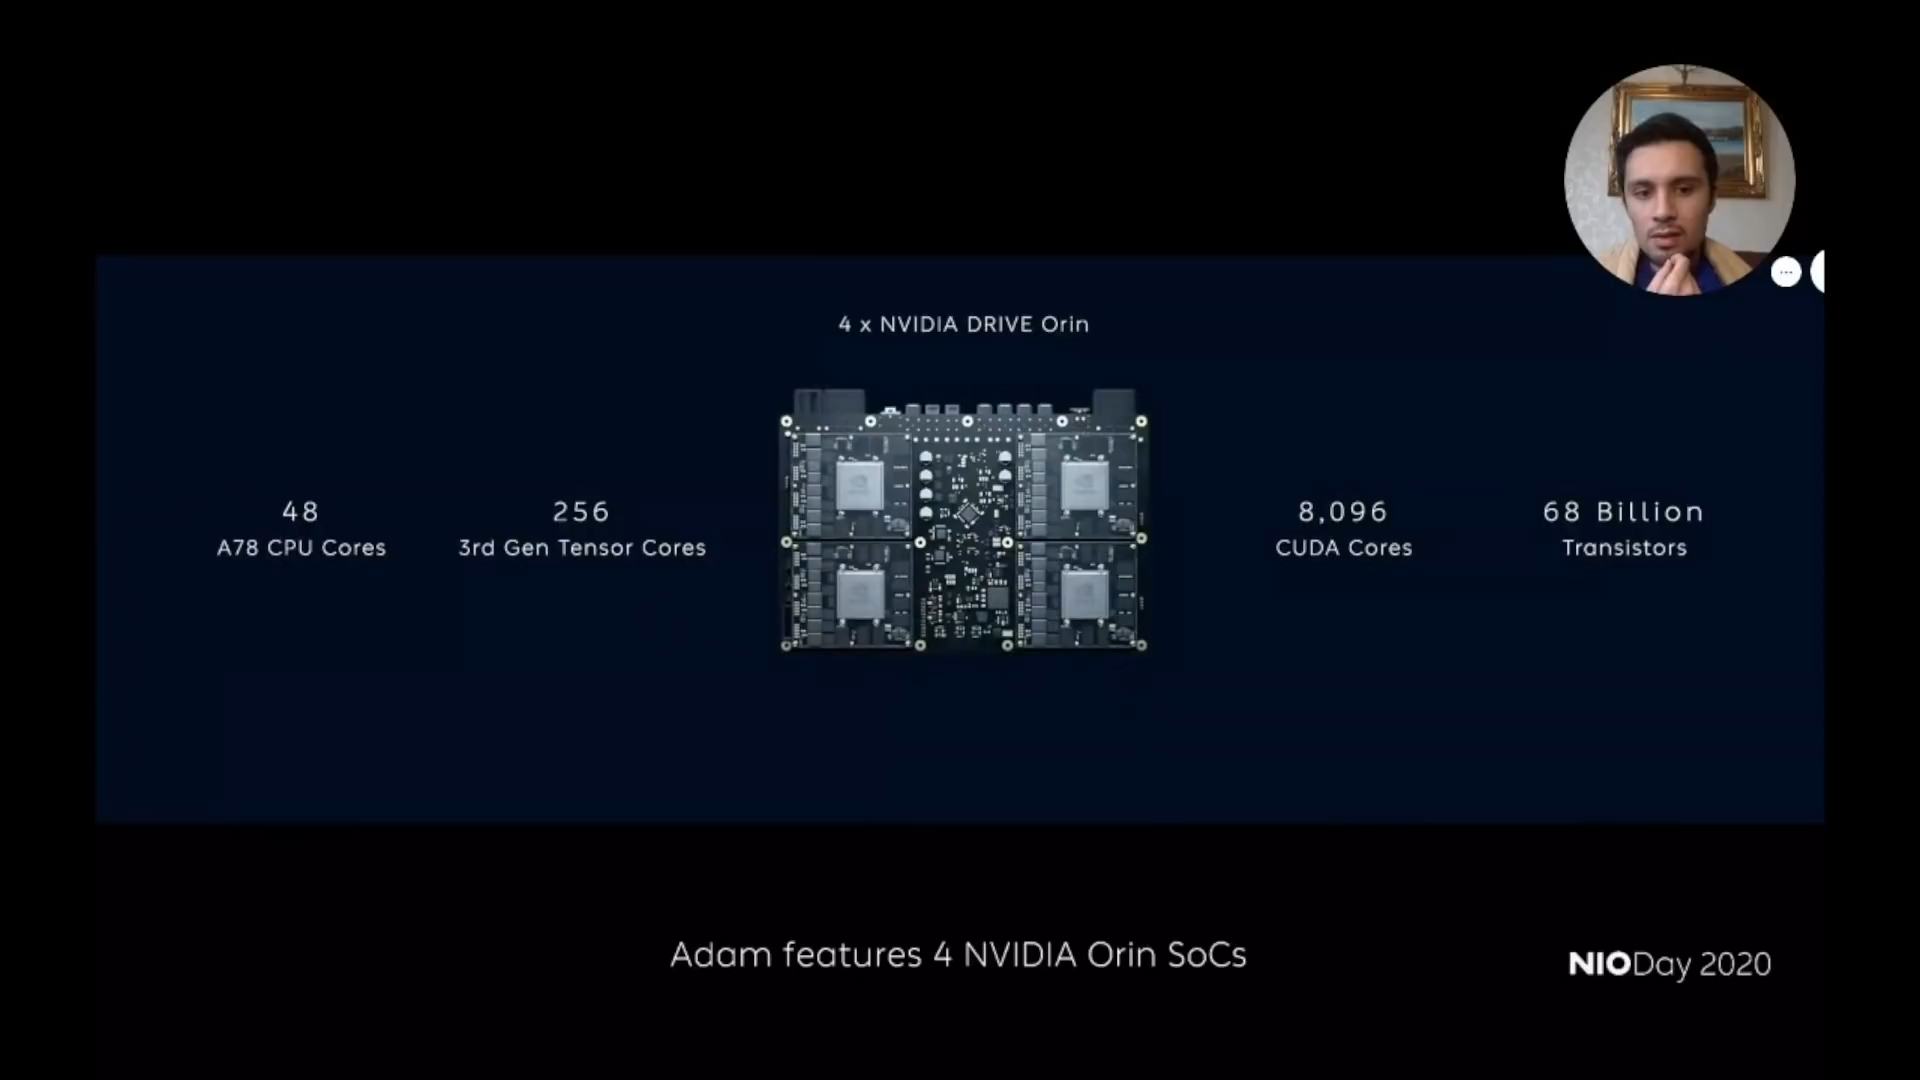 4 x NVIDIA DRIVE Orin
48
A78 CPU Cores
256
3rd Gen Tensor Cores
8,096
CUDA Cores
68 Billion
Transistors
Adam features 4 NVIDIA Orin SoCs
NIODay 2020